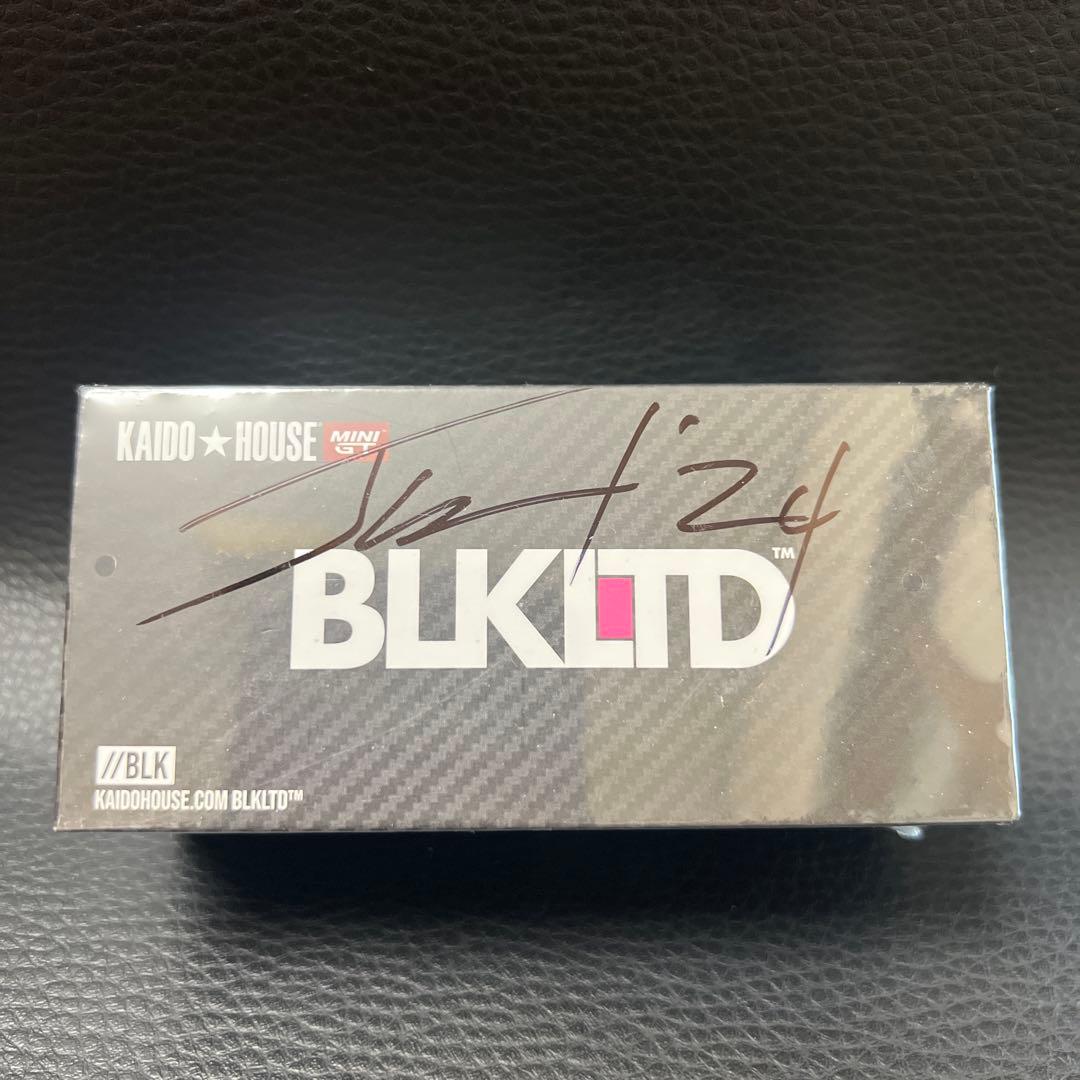 KAIDO★HOUSE MINI GT
'24
BLKLTD™
//BLK
KAIDOHOUSE.COM BLKLTD™